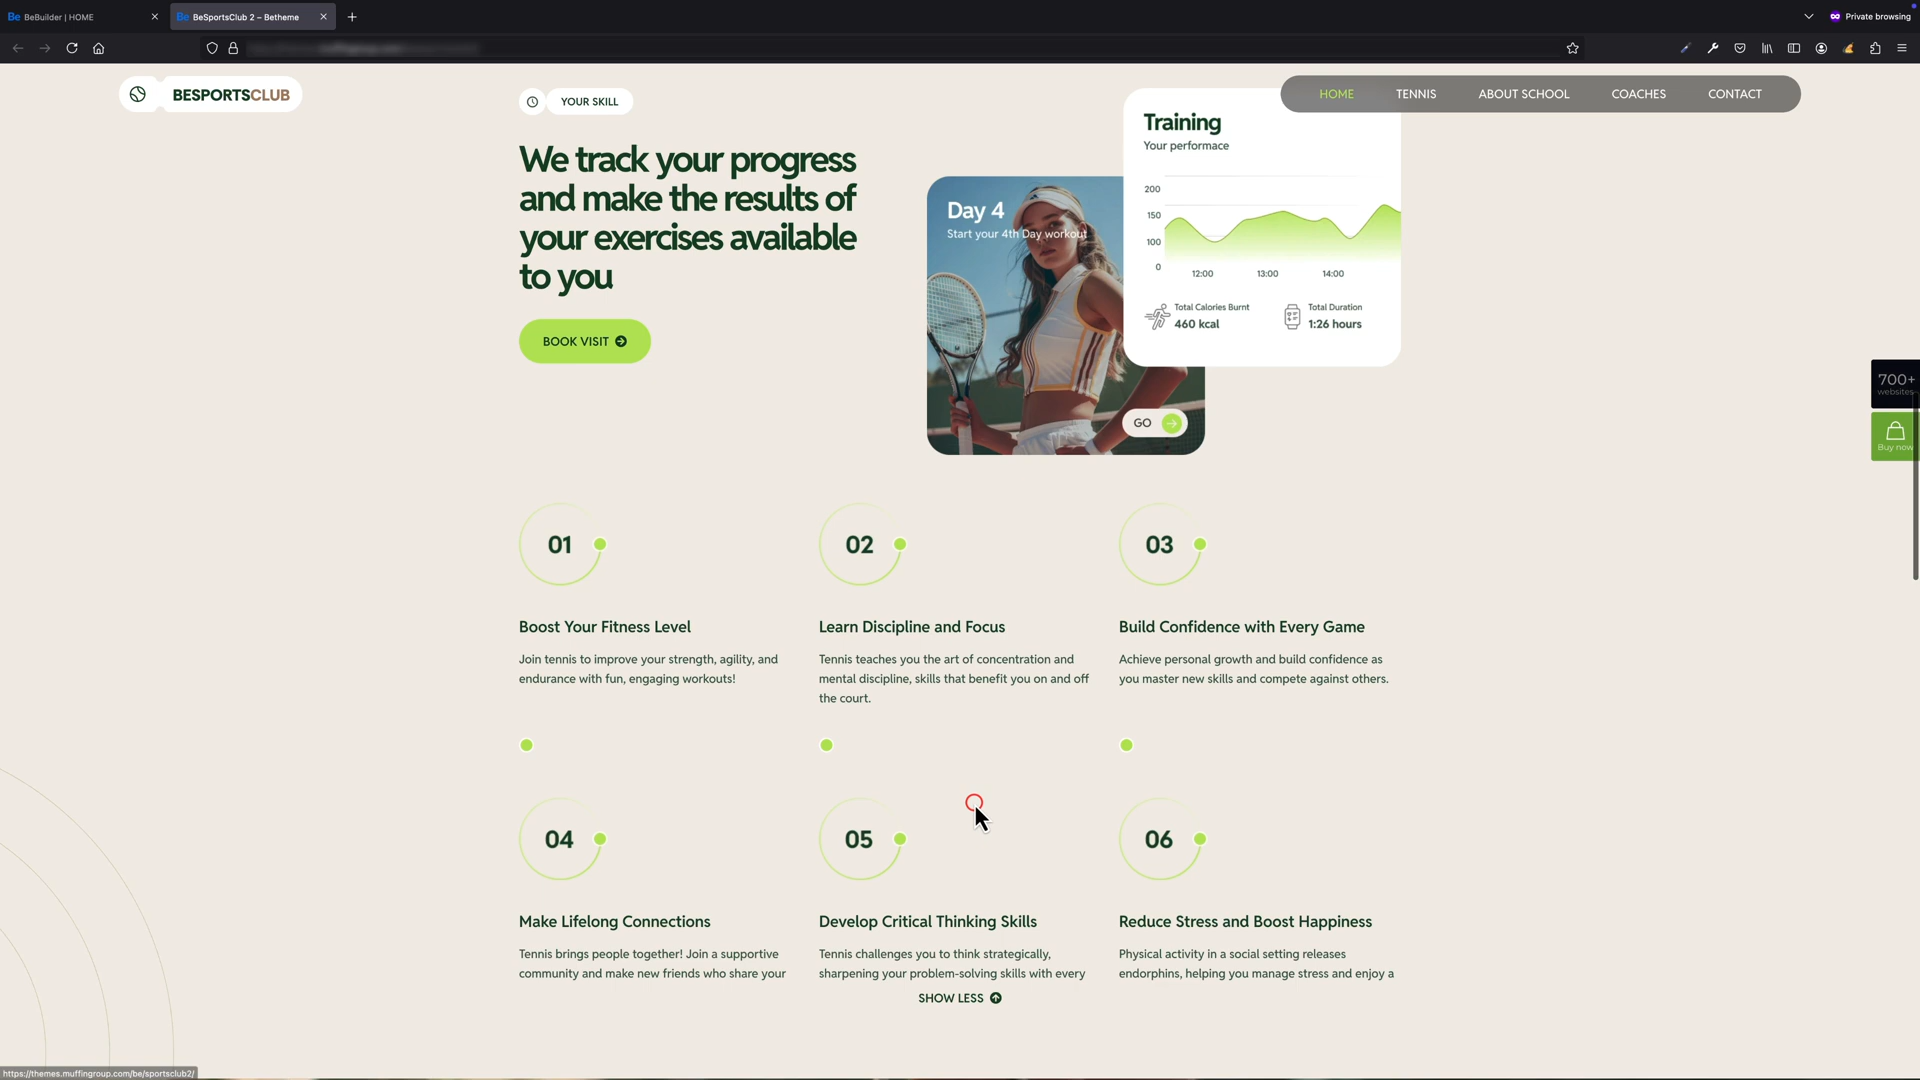 Be BeBuilder | HOME
Be BeSportsClub 2 – Betheme
Private browsing
BESPORTSCLUB
HOME
TENNIS
ABOUT SCHOOL
COACHES
CONTACT
YOUR SKILL
We track your progress
and make the results of
your exercises available
to you
BOOK VISIT
Day 4
Start your 4th Day workout
GO
Training
Your performace
200
150
100
0
12:00
13:00
14:00
Total Calories Burnt
460 kcal
Total Duration
1:26 hours
700+
websites
Buy now
01
02
03
Boost Your Fitness Level
Join tennis to improve your strength, agility, and
endurance with fun, engaging workouts!
Learn Discipline and Focus
Tennis teaches you the art of concentration and
mental discipline, skills that benefit you on and off
the court.
Build Confidence with Every Game
Achieve personal growth and build confidence as
you master new skills and compete against others.
04
05
06
Make Lifelong Connections
Tennis brings people together! Join a supportive
community and make new friends who share your
Develop Critical Thinking Skills
Tennis challenges you to think strategically,
sharpening your problem-solving skills with every
Reduce Stress and Boost Happiness
Physical activity in a social setting releases
endorphins, helping you manage stress and enjoy a
SHOW LESS
https://themes.muffingroup.com/be/sportsclub2/